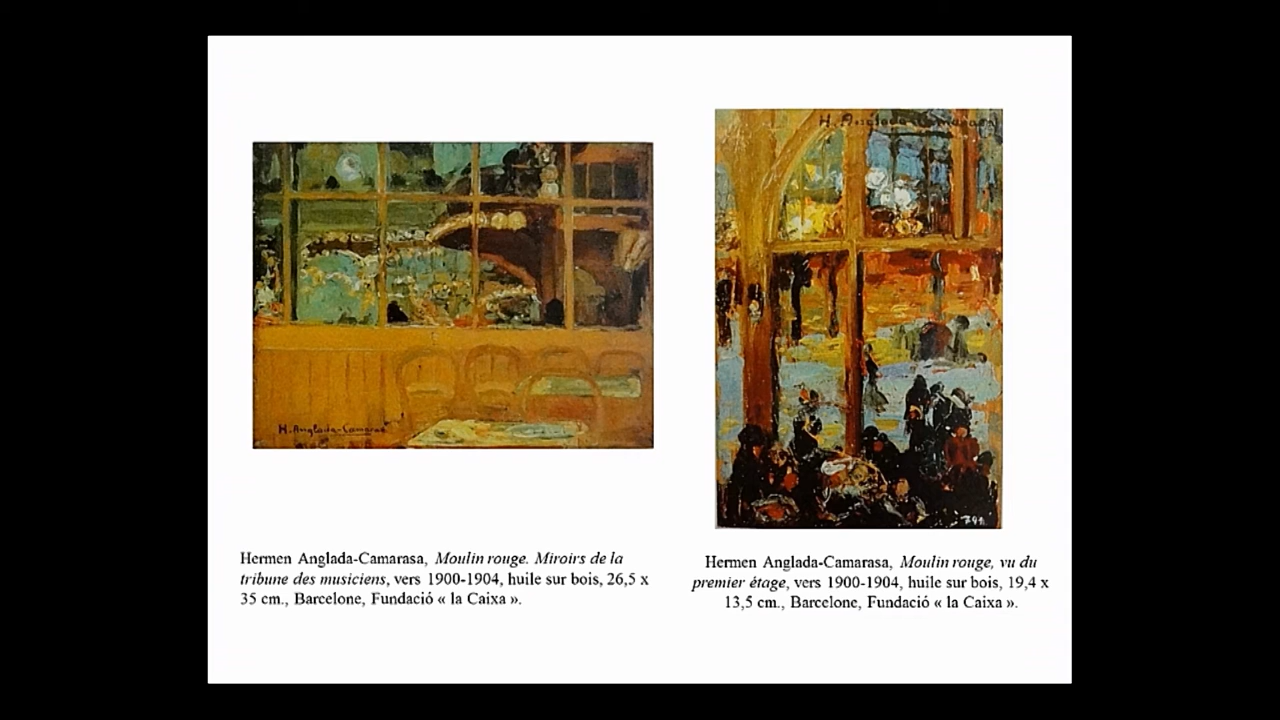 H. Anglada-Camarasa
H. Anglada-Camarasa
791
Hermen Anglada-Camarasa, Moulin rouge. Miroirs de la
tribune des musiciens, vers 1900-1904, huile sur bois, 26,5 x
35 cm., Barcelone, Fundació « la Caixa ».
Hermen Anglada-Camarasa, Moulin rouge, vu du
premier étage, vers 1900-1904, huile sur bois, 19,4 x
13,5 cm., Barcelone, Fundació « la Caixa ».